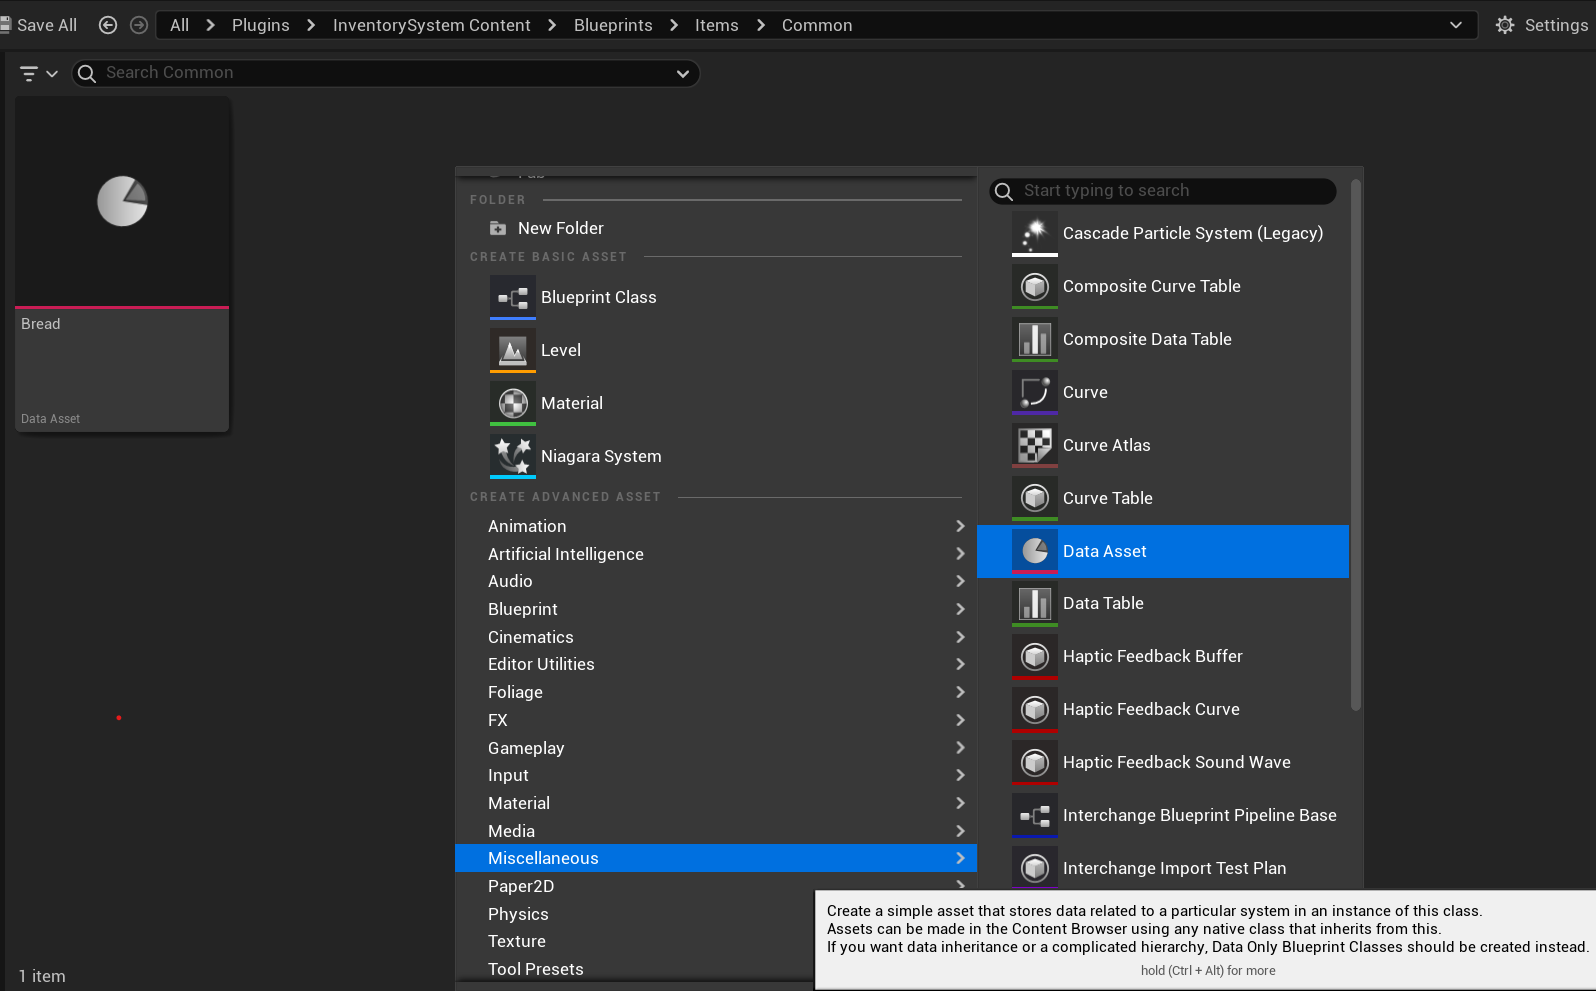 Save All
All > Plugins > InventorySystem Content > Blueprints > Items > Common
Settings
Search Common
Bread
Data Asset
1 item
FOLDER
New Folder
CREATE BASIC ASSET
Blueprint Class
Level
Material
Niagara System
CREATE ADVANCED ASSET
Animation
Artificial Intelligence
Audio
Blueprint
Cinematics
Editor Utilities
Foliage
FX
Gameplay
Input
Material
Media
Miscellaneous
Paper2D
Physics
Texture
Tool Presets
Start typing to search
Cascade Particle System (Legacy)
Composite Curve Table
Composite Data Table
Curve
Curve Atlas
Curve Table
Data Asset
Data Table
Haptic Feedback Buffer
Haptic Feedback Curve
Haptic Feedback Sound Wave
Interchange Blueprint Pipeline Base
Interchange Import Test Plan
Create a simple asset that stores data related to a particular system in an instance of this class.
Assets can be made in the Content Browser using any native class that inherits from this.
If you want data inheritance or a complicated hierarchy, Data Only Blueprint Classes should be created instead.
hold (Ctrl + Alt) for more